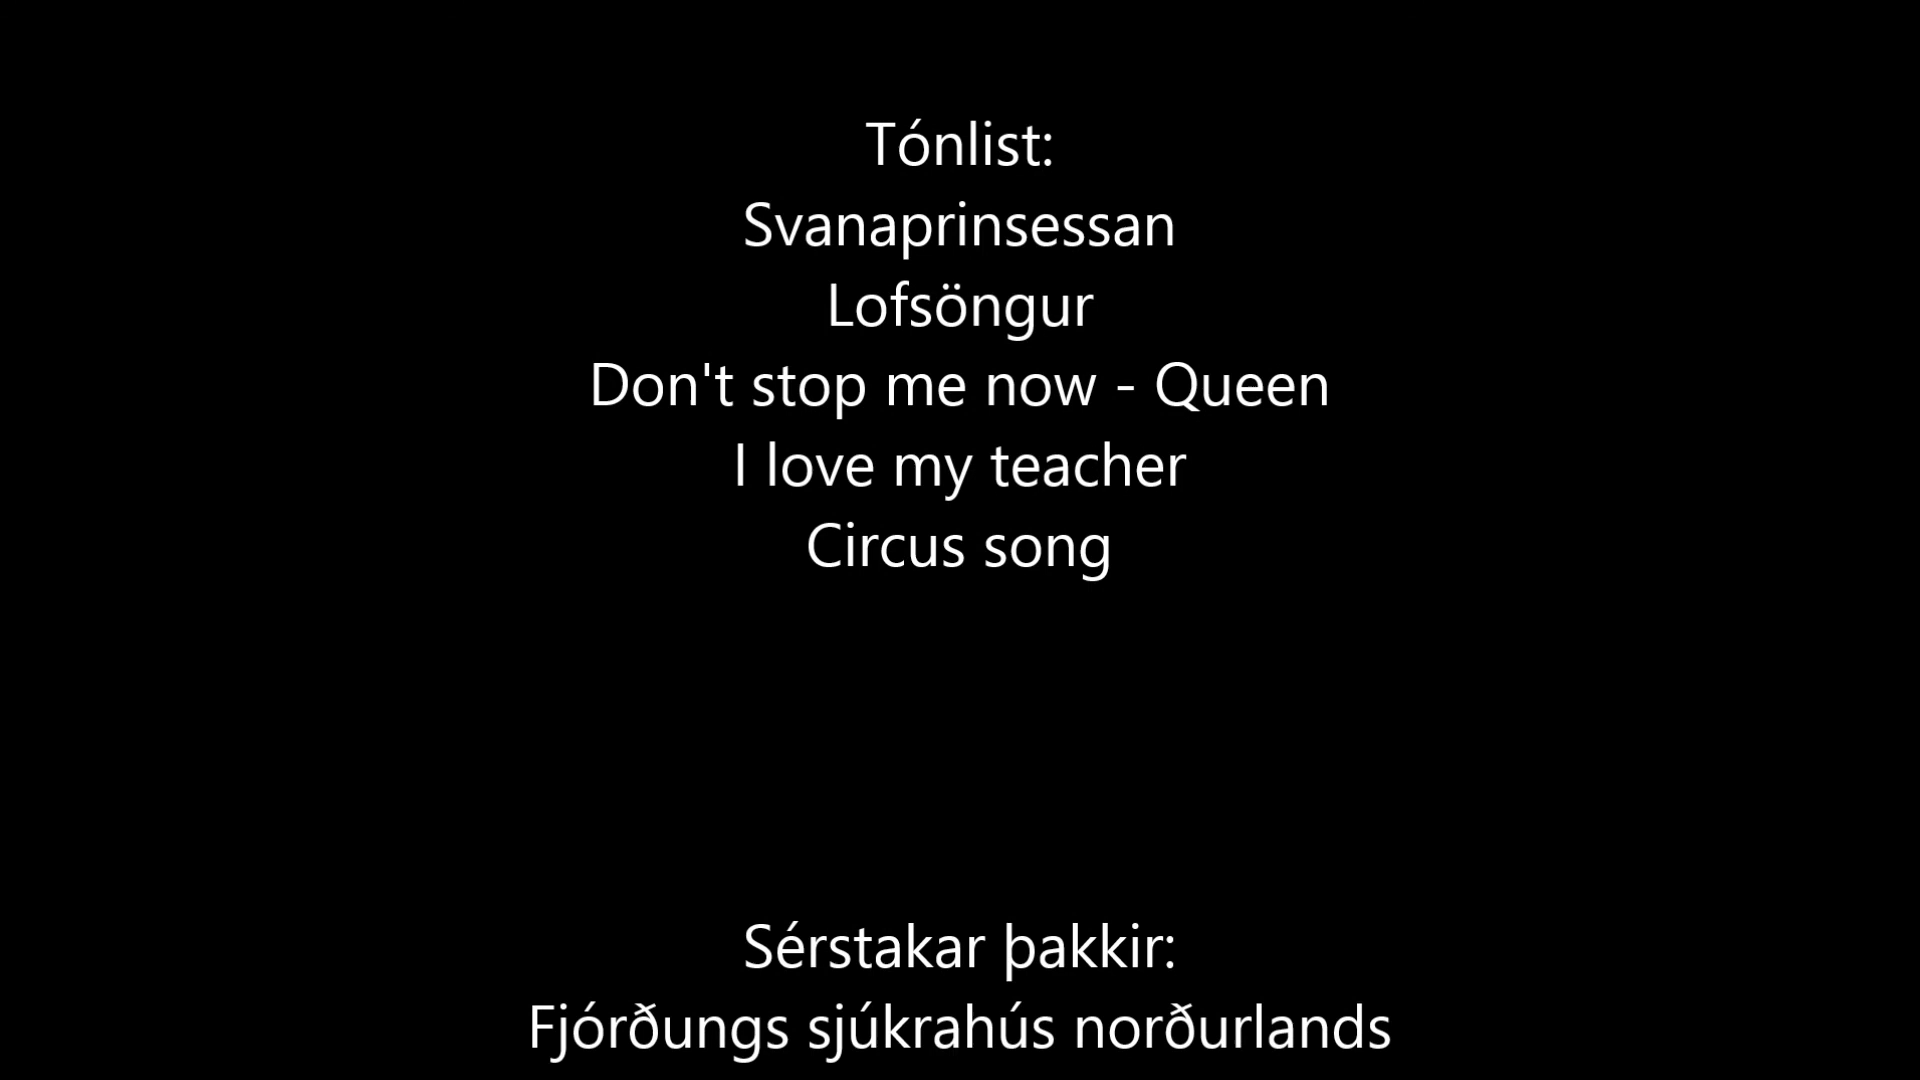 Tónlist:
Svanaprinsessan
Lofsöngur
Don't stop me now - Queen
I love my teacher
Circus song
Sérstakar þakkir:
Fjórðungs sjúkrahús norðurlands